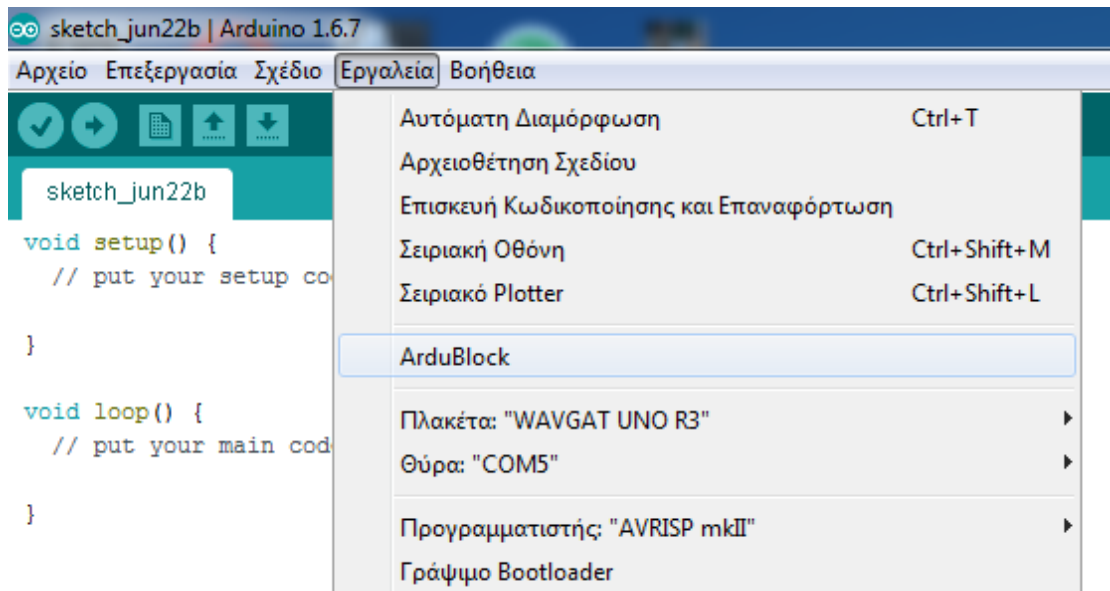 sketch_jun22b | Arduino 1.6.7
Αρχείο Επεξεργασία Σχέδιο Εργαλεία Βοήθεια
sketch_jun22b
void setup() {
// put your setup co
}
void loop() {
// put your main cod
}
Αυτόματη Διαμόρφωση Ctrl+T
Αρχειοθέτηση Σχεδίου
Επισκευή Κωδικοποίησης και Επαναφόρτωση
Σειριακή Οθόνη Ctrl+Shift+M
Σειριακό Plotter Ctrl+Shift+L
ArduBlock
Πλακέτα: "WAVGAT UNO R3"
Θύρα: "COM5"
Προγραμματιστής: "AVRISP mkII"
Γράψιμο Bootloader